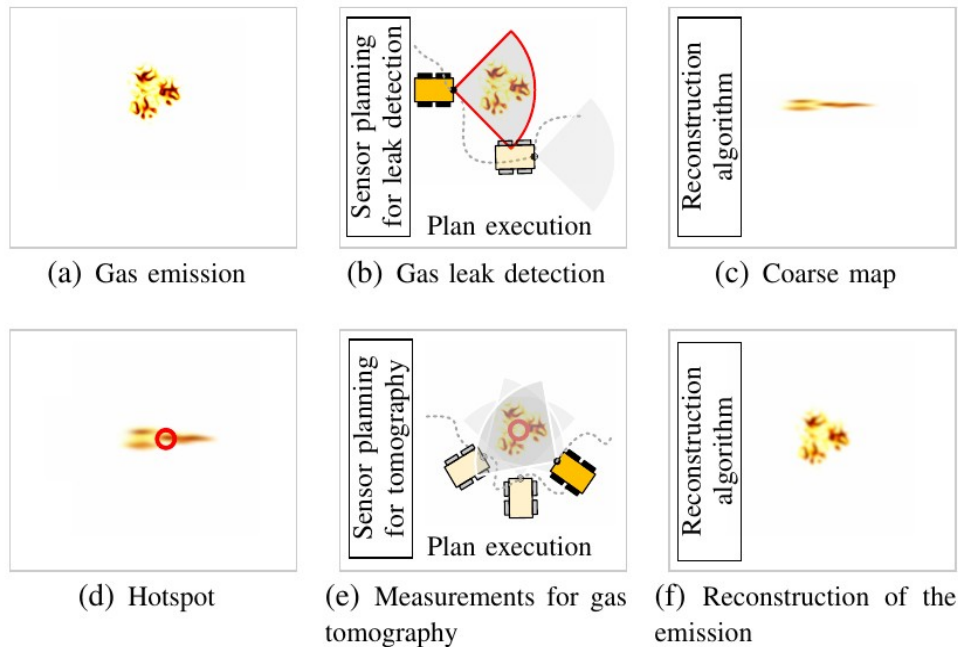 Sensor planning
for leak detection
Plan execution
Reconstruction
algorithm
(a) Gas emission
(b) Gas leak detection
(c) Coarse map
Sensor planning
for tomography
Plan execution
Reconstruction
algorithm
(d) Hotspot
(e) Measurements for gas
tomography
(f) Reconstruction of the
emission